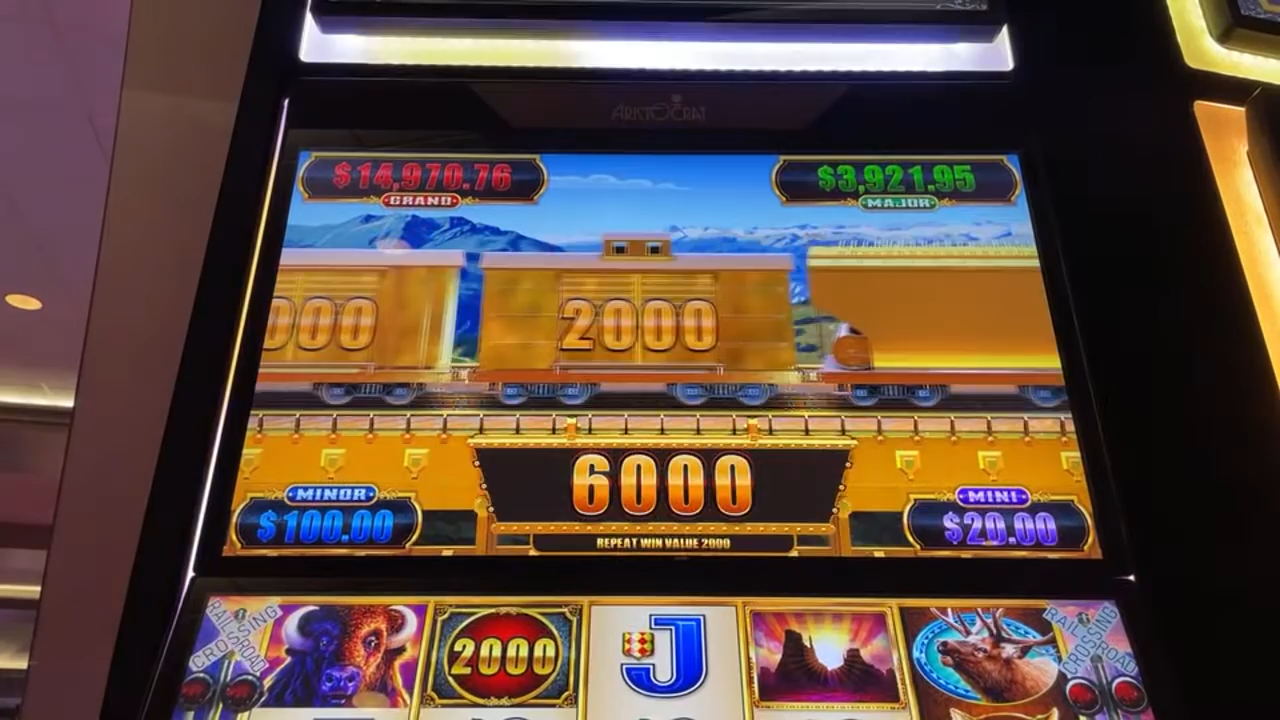 ARISTOCRAT
$14,970.76
GRAND
$3,921.95
MAJOR
000
2000
6000
MINOR
$100.00
MINI
$20.00
REPEAT WIN VALUE 2000
RAILROAD
CROSSING
2000
J
RAILROAD
CROSSING